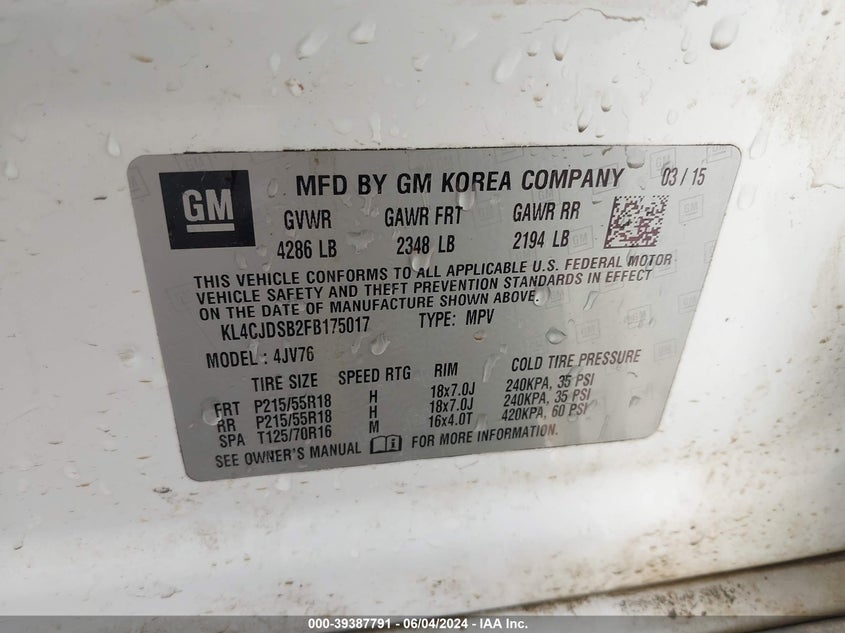 GM MFD BY GM KOREA COMPANY 03 / 15
GVWR GAWR FRT GAWR RR
4286 LB 2348 LB 2194 LB
THIS VEHICLE CONFORMS TO ALL APPLICABLE U.S. FEDERAL MOTOR
VEHICLE SAFETY AND THEFT PREVENTION STANDARDS IN EFFECT
ON THE DATE OF MANUFACTURE SHOWN ABOVE.
KL4CJDSB2FB175017 TYPE: MPV
MODEL : 4JV76
TIRE SIZE SPEED RTG RIM COLD TIRE PRESSURE
FRT P215/55R18 H 18x7.0J 240KPA, 35 PSI
RR P215/55R18 H 18x7.0J 240KPA, 35 PSI
SPA T125/70R16 M 16x4.0T 420KPA, 60 PSI
SEE OWNER'S MANUAL FOR MORE INFORMATION.
000-39387791 - 06/04/2024 - IAA Inc.